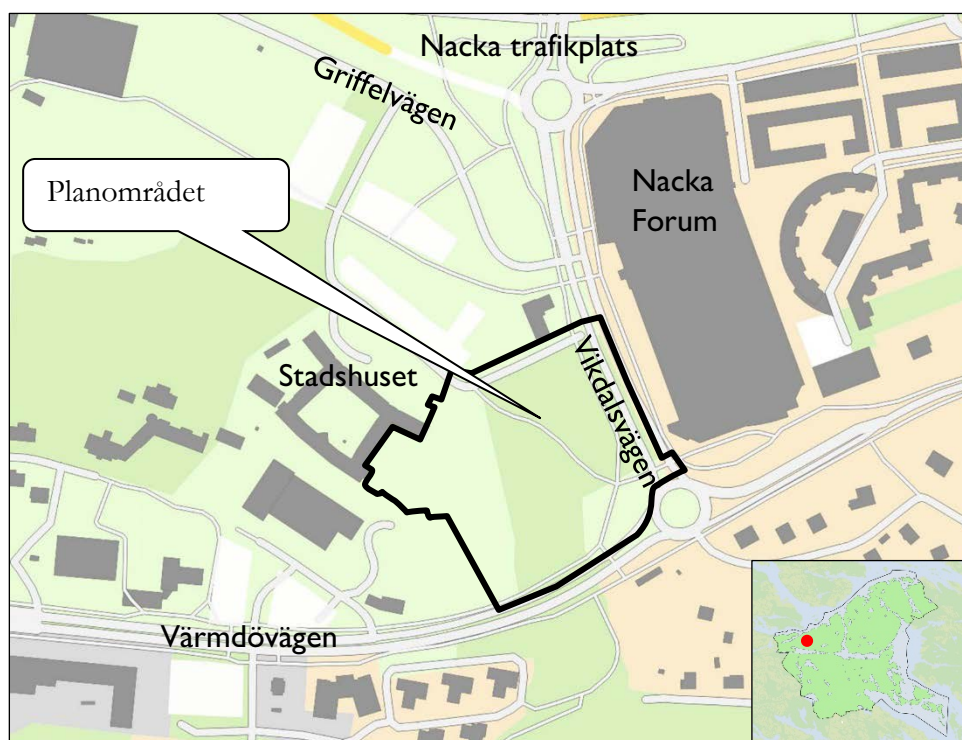 Nacka trafikplats
Griffelvägen
Planområdet
Nacka
Forum
Stadshuset
Vikdalsvägen
Värmdövägen